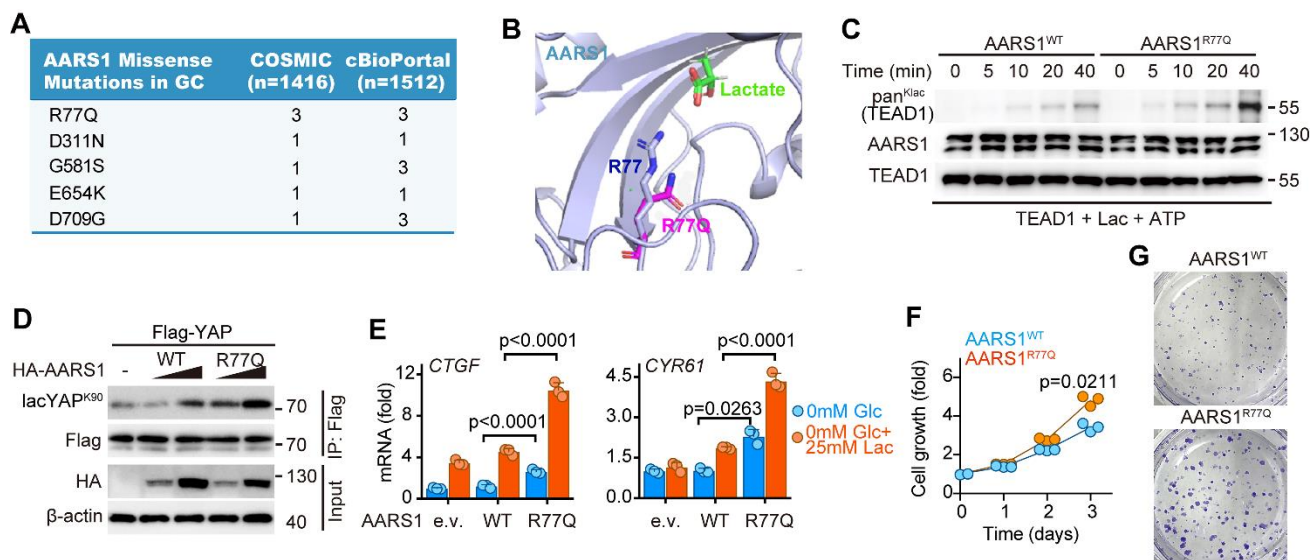 A
AARS1 Missense Mutations in GC COSMIC (n=1416) cBioPortal (n=1512)
R77Q 3 3
D311N 1 1
G581S 1 3
E654K 1 1
D709G 1 3
B
AARS1
Lactate
R77
R77Q
C
AARS1WT AARS1R77Q
Time (min) 0 5 10 20 40 0 5 10 20 40
panKlac (TEAD1) 55
AARS1 130
TEAD1 55
TEAD1 + Lac + ATP
D
Flag-YAP
WT R77Q
HA-AARS1 -
lacYAPK90 70
Flag 70
IP: Flag
HA 130
β-actin 40
Input
E
p<0.0001
CTGF
p<0.0001
mRNA (fold)
12
8
4
0
AARS1 e.v. WT R77Q
p<0.0001
CYR61
p=0.0263
4.5
3.0
1.5
0.0
e.v. WT R77Q
0mM Glc
0mM Glc+
25mM Lac
F
AARS1WT
AARS1R77Q
p=0.0211
Cell growth (fold)
6
4
2
0
0 1 2 3
Time (days)
G
AARS1WT
AARS1R77Q